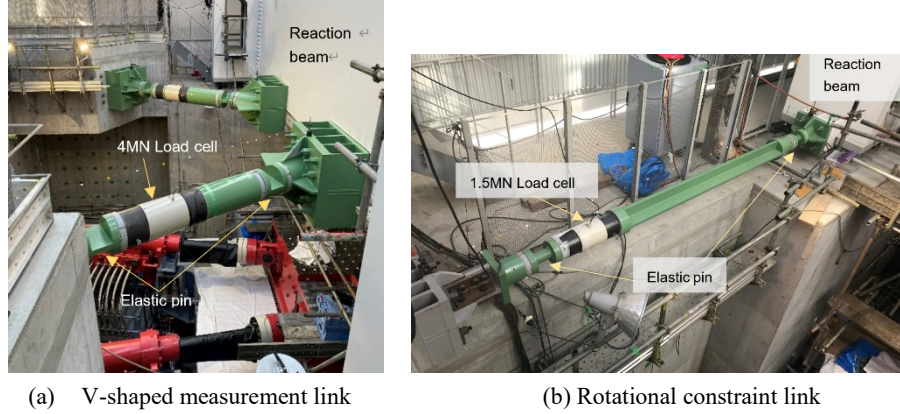 Reaction
beam
4MN Load cell
Elastic pin
(a) V-shaped measurement link
Reaction
beam
1.5MN Load cell
Elastic pin
(b) Rotational constraint link